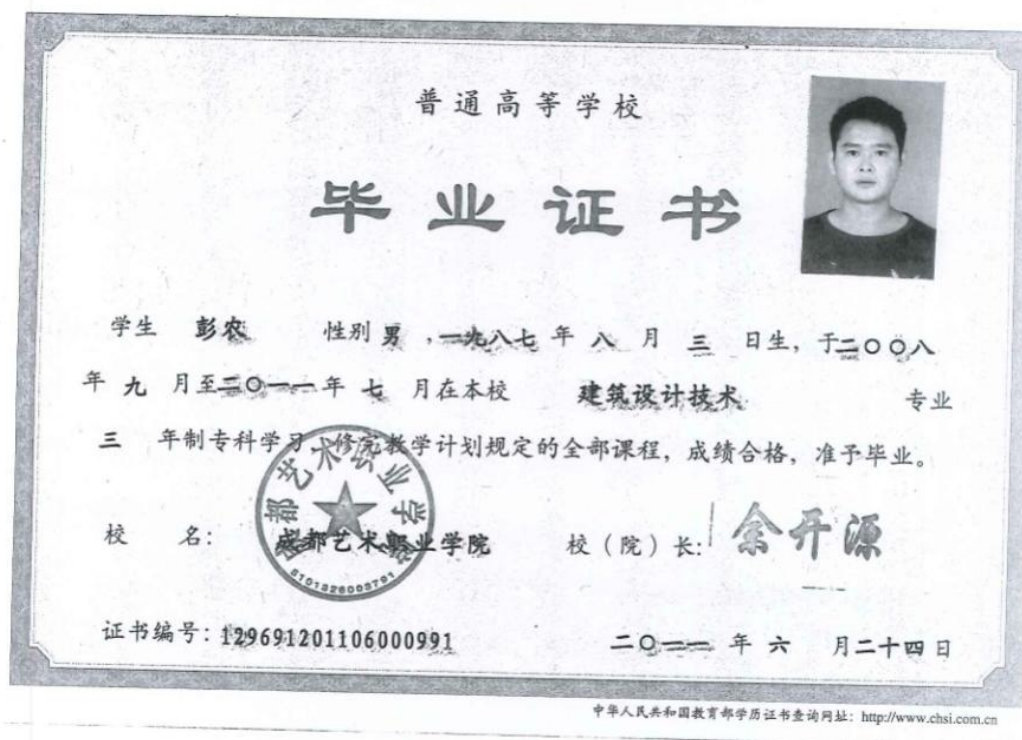 普通高等学校
毕业证书
学生 彭农 性别 男 ,一九八七 年 八 月 三 日生，于二〇〇八
年 九 月至二〇一一年 七 月在本校 建筑设计技术 专业
三 年制专科学习，修完教学计划规定的全部课程，成绩合格，准予毕业。
校 名： 成都艺术职业学院 校（院）长： 余开源
证书编号：129691201106000991 二〇一一 年 六 月二十四日
中华人民共和国教育部学历证书查询网址：http://www.chsi.com.cn